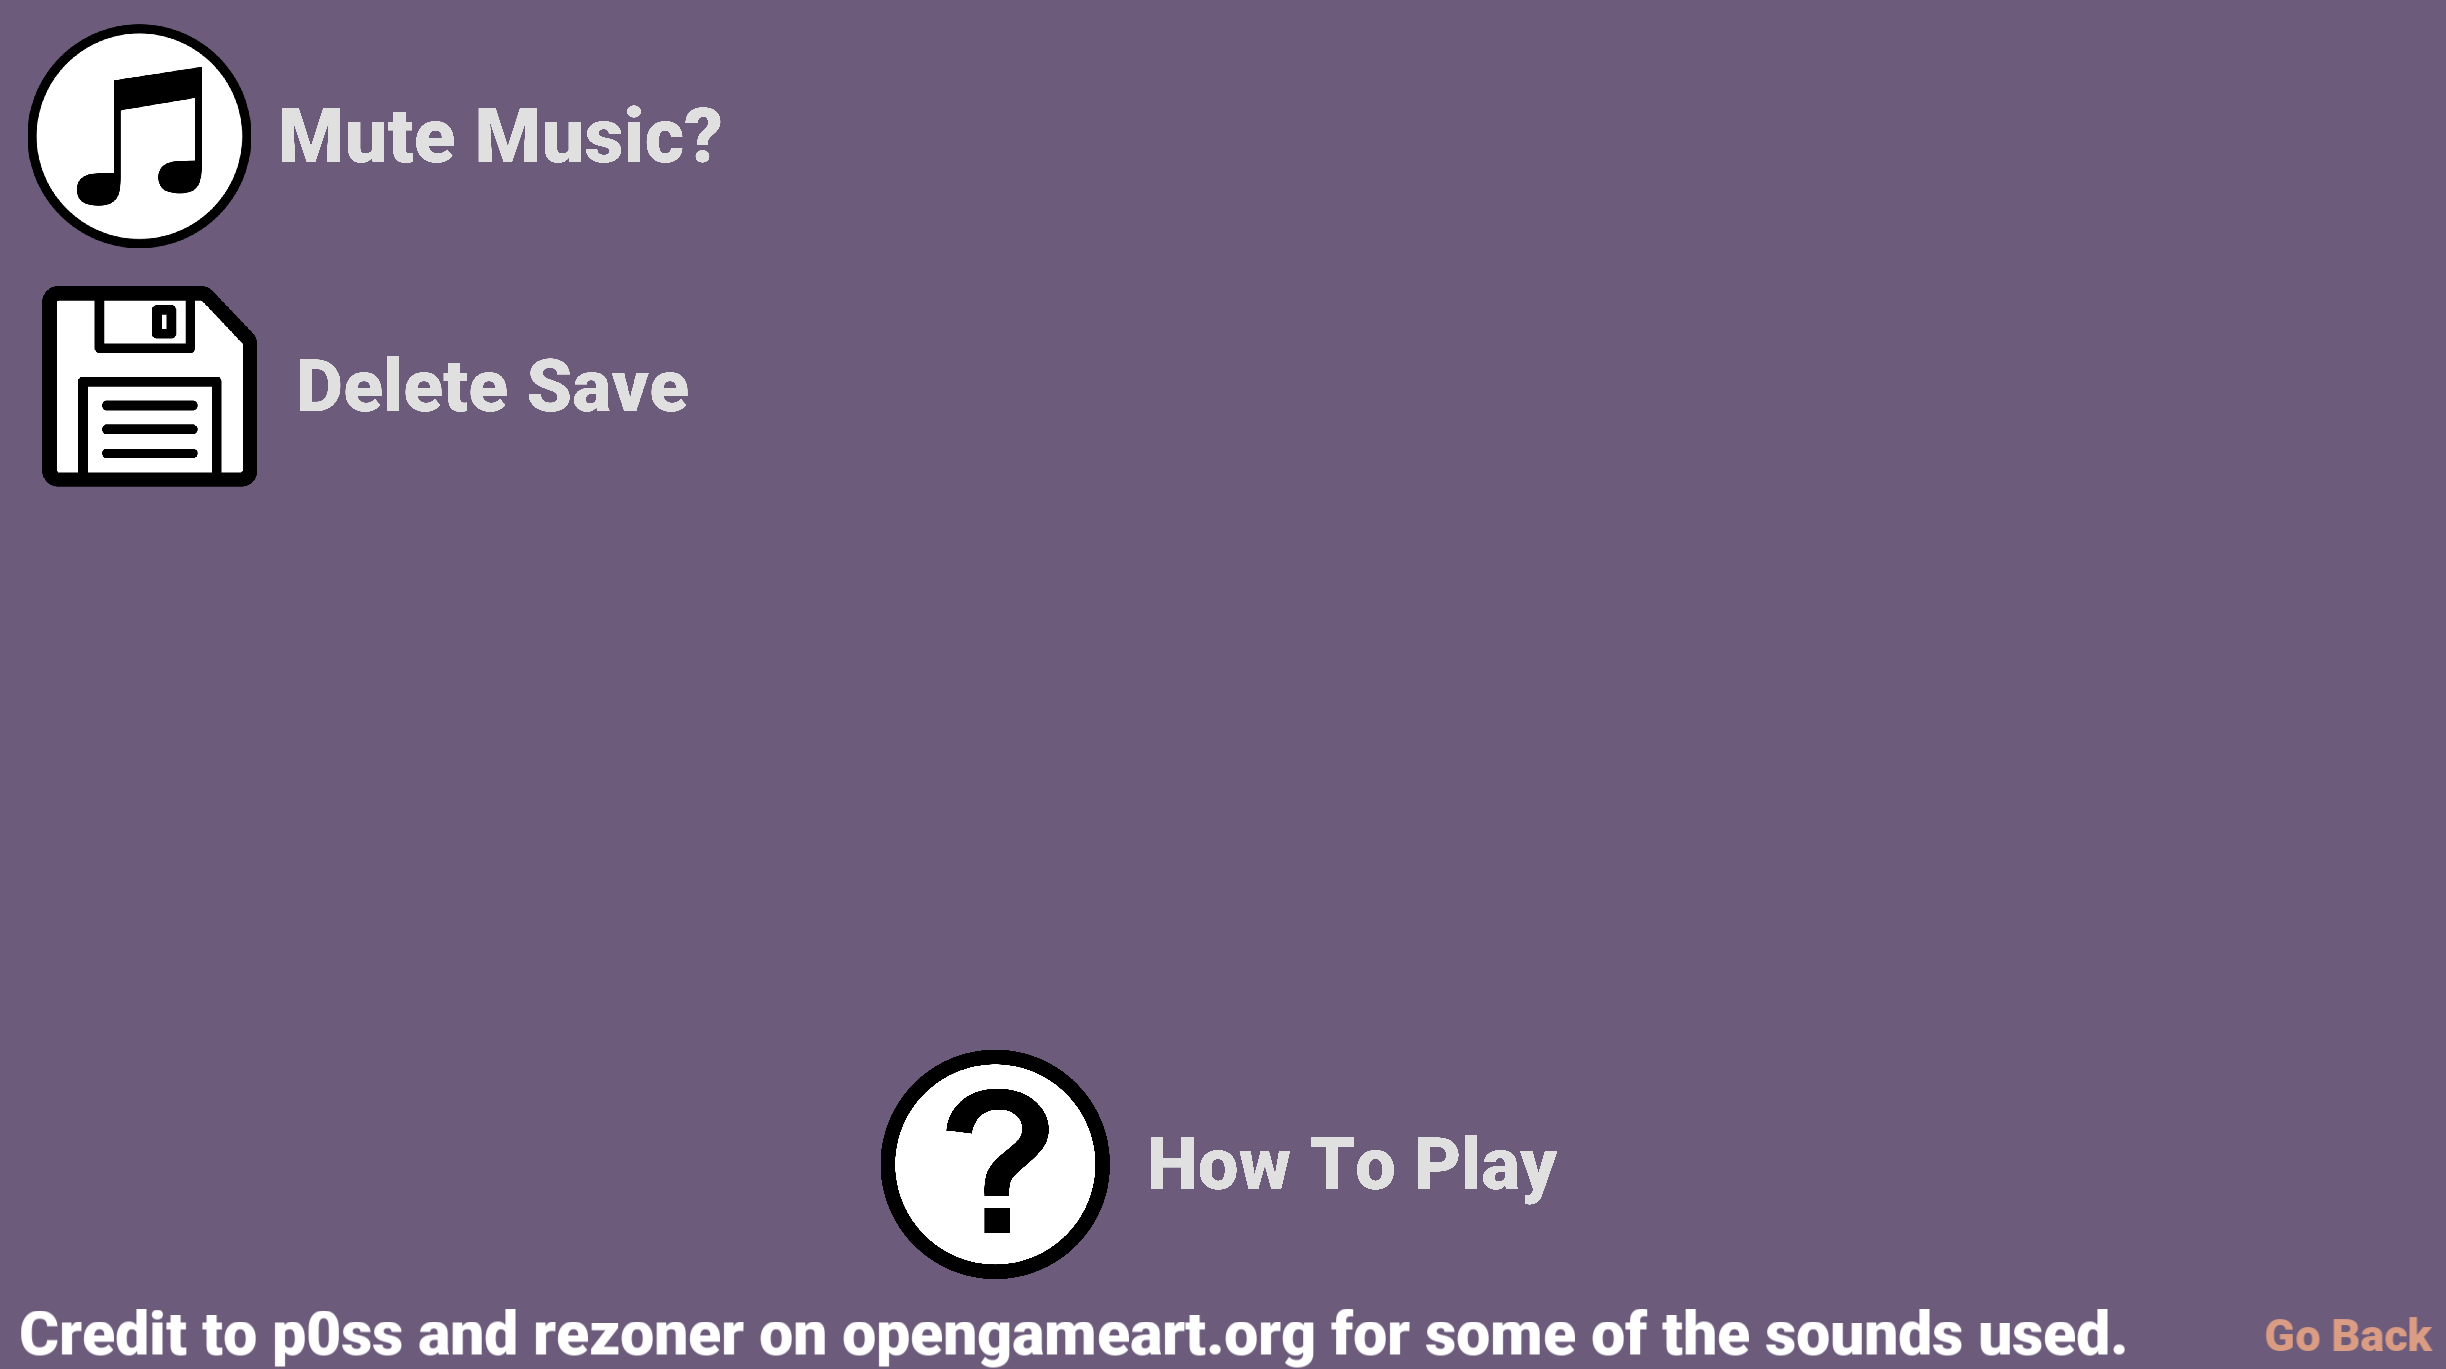 Mute Music?
Delete Save
How To Play
Credit to p0ss and rezoner on opengameart.org for some of the sounds used.
Go Back